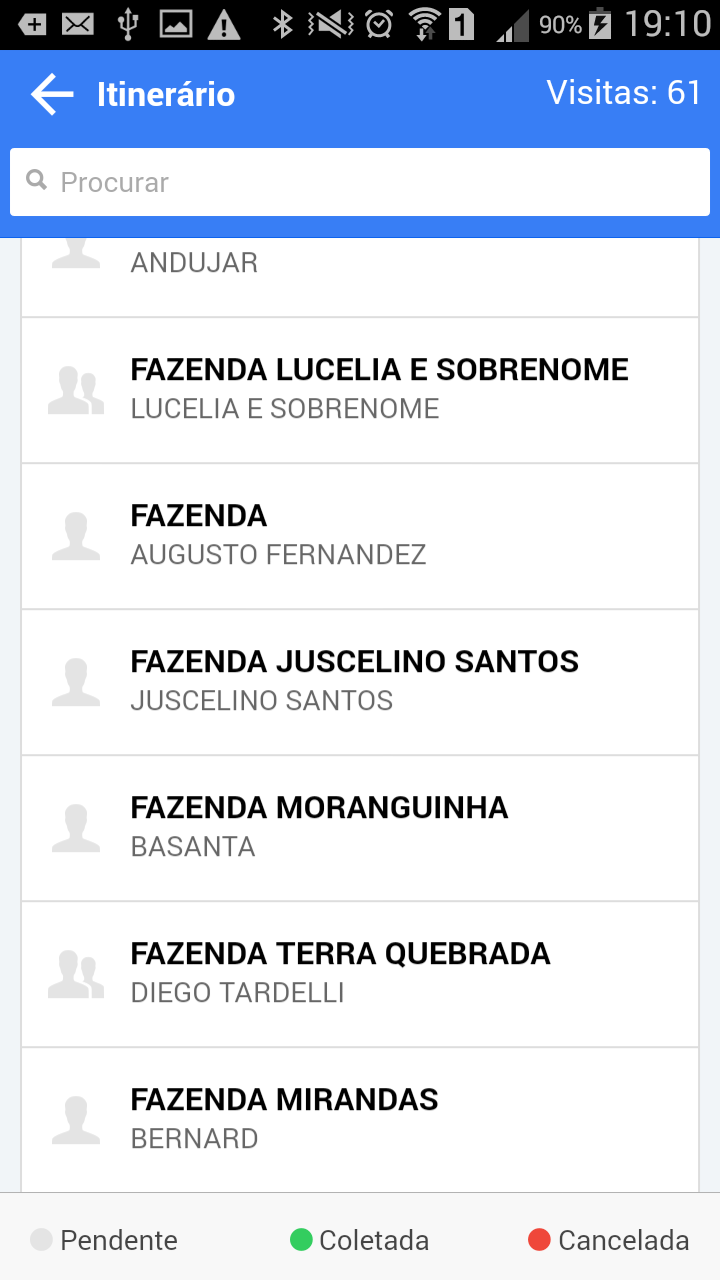 1
90%
19:10
Itinerário
Visitas: 61
Procurar
ANDUJAR
FAZENDA LUCELIA E SOBRENOME
LUCELIA E SOBRENOME
FAZENDA
AUGUSTO FERNANDEZ
FAZENDA JUSCELINO SANTOS
JUSCELINO SANTOS
FAZENDA MORANGUINHA
BASANTA
FAZENDA TERRA QUEBRADA
DIEGO TARDELLI
FAZENDA MIRANDAS
BERNARD
Pendente
Coletada
Cancelada